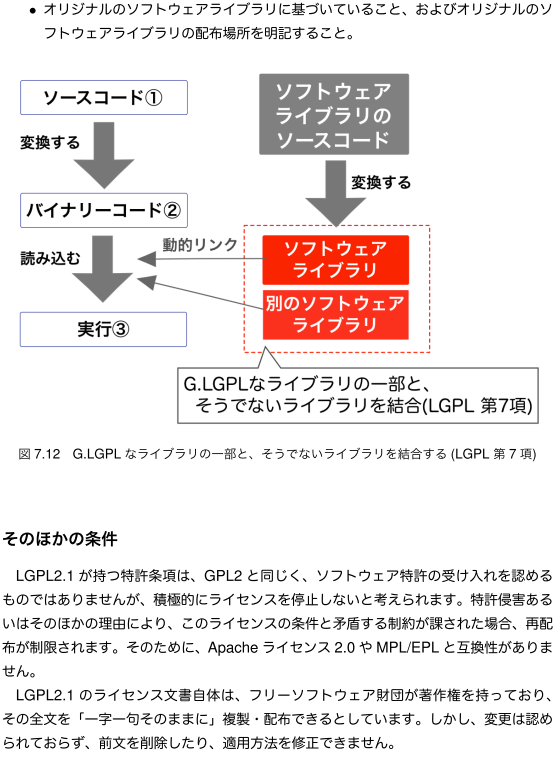 • オリジナルのソフトウェアライブラリに基づいていること、およびオリジナルのソ
フトウェアライブラリの配布場所を明記すること。
ソースコード①
変換する
バイナリーコード②
読み込む
実行③
ソフトウェア
ライブラリの
ソースコード
変換する
動的リンク
ソフトウェア
ライブラリ
別のソフトウェア
ライブラリ
G.LGPLなライブラリの一部と、
そうでないライブラリを結合(LGPL 第7項)
図 7.12 G.LGPL なライブラリの一部と、そうでないライブラリを結合する (LGPL 第 7 項)
そのほかの条件
LGPL2.1 が持つ特許条項は、GPL2 と同じく、ソフトウェア特許の受け入れを認める
ものではありませんが、積極的にライセンスを停止しないと考えられます。特許侵害ある
いはそのほかの理由により、このライセンスの条件と矛盾する制約が課された場合、再配
布が制限されます。そのために、Apache ライセンス 2.0 や MPL/EPL と互換性がありま
せん。
LGPL2.1 のライセンス文書自体は、フリーソフトウェア財団が著作権を持っており、
その全文を「一字一句そのままに」複製・配布できるとしています。しかし、変更は認め
られておらず、前文を削除したり、適用方法を修正できません。